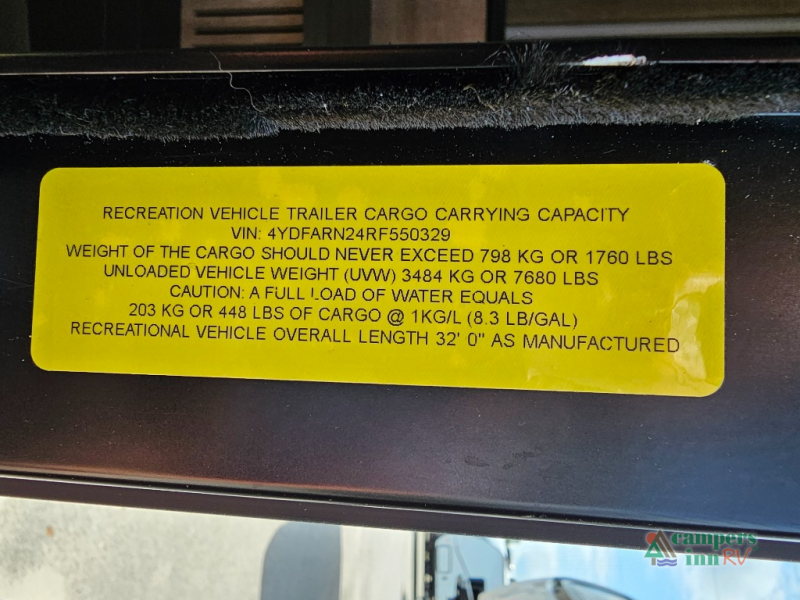 RECREATION VEHICLE TRAILER CARGO CARRYING CAPACITY
VIN: 4YDFARN24RF550329
WEIGHT OF THE CARGO SHOULD NEVER EXCEED 798 KG OR 1760 LBS
UNLOADED VEHICLE WEIGHT (UVW) 3484 KG OR 7680 LBS
CAUTION: A FULL LOAD OF WATER EQUALS
203 KG OR 448 LBS OF CARGO @ 1KG/L (8.3 LB/GAL)
RECREATIONAL VEHICLE OVERALL LENGTH 32' 0" AS MANUFACTURED
campers
inn RV